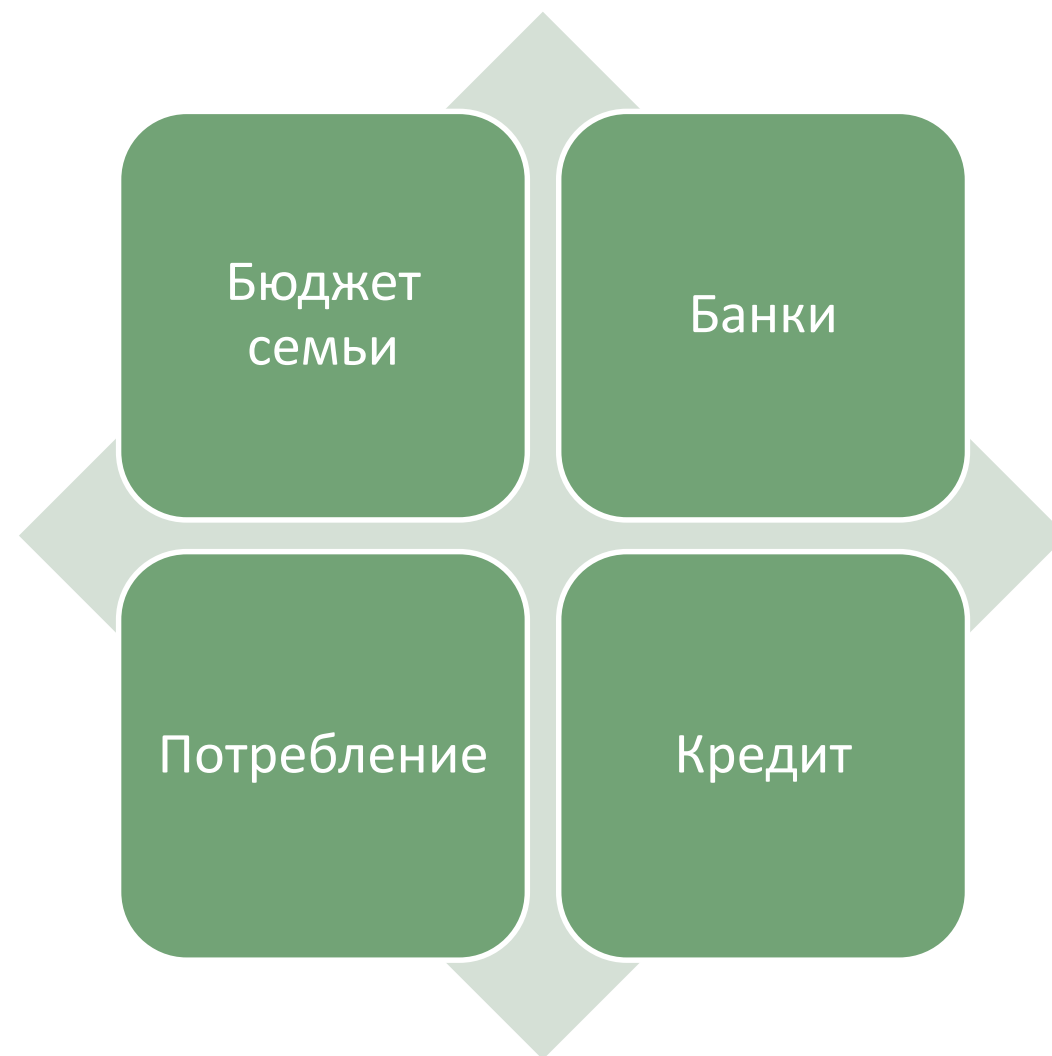 Бюджет
семьи
Банки
Потребление
Кредит